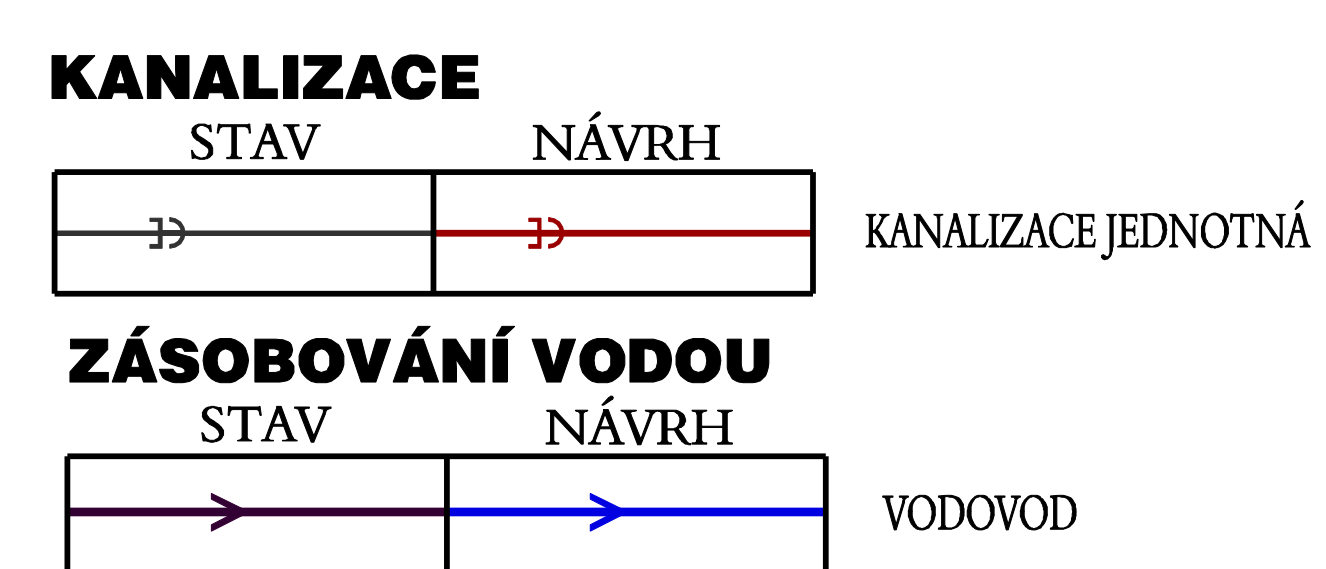 KANALIZACE
STAV NÁVRH
KANALIZACE JEDNOTNÁ
ZÁSOBOVÁNÍ VODOU
STAV NÁVRH
VODOVOD